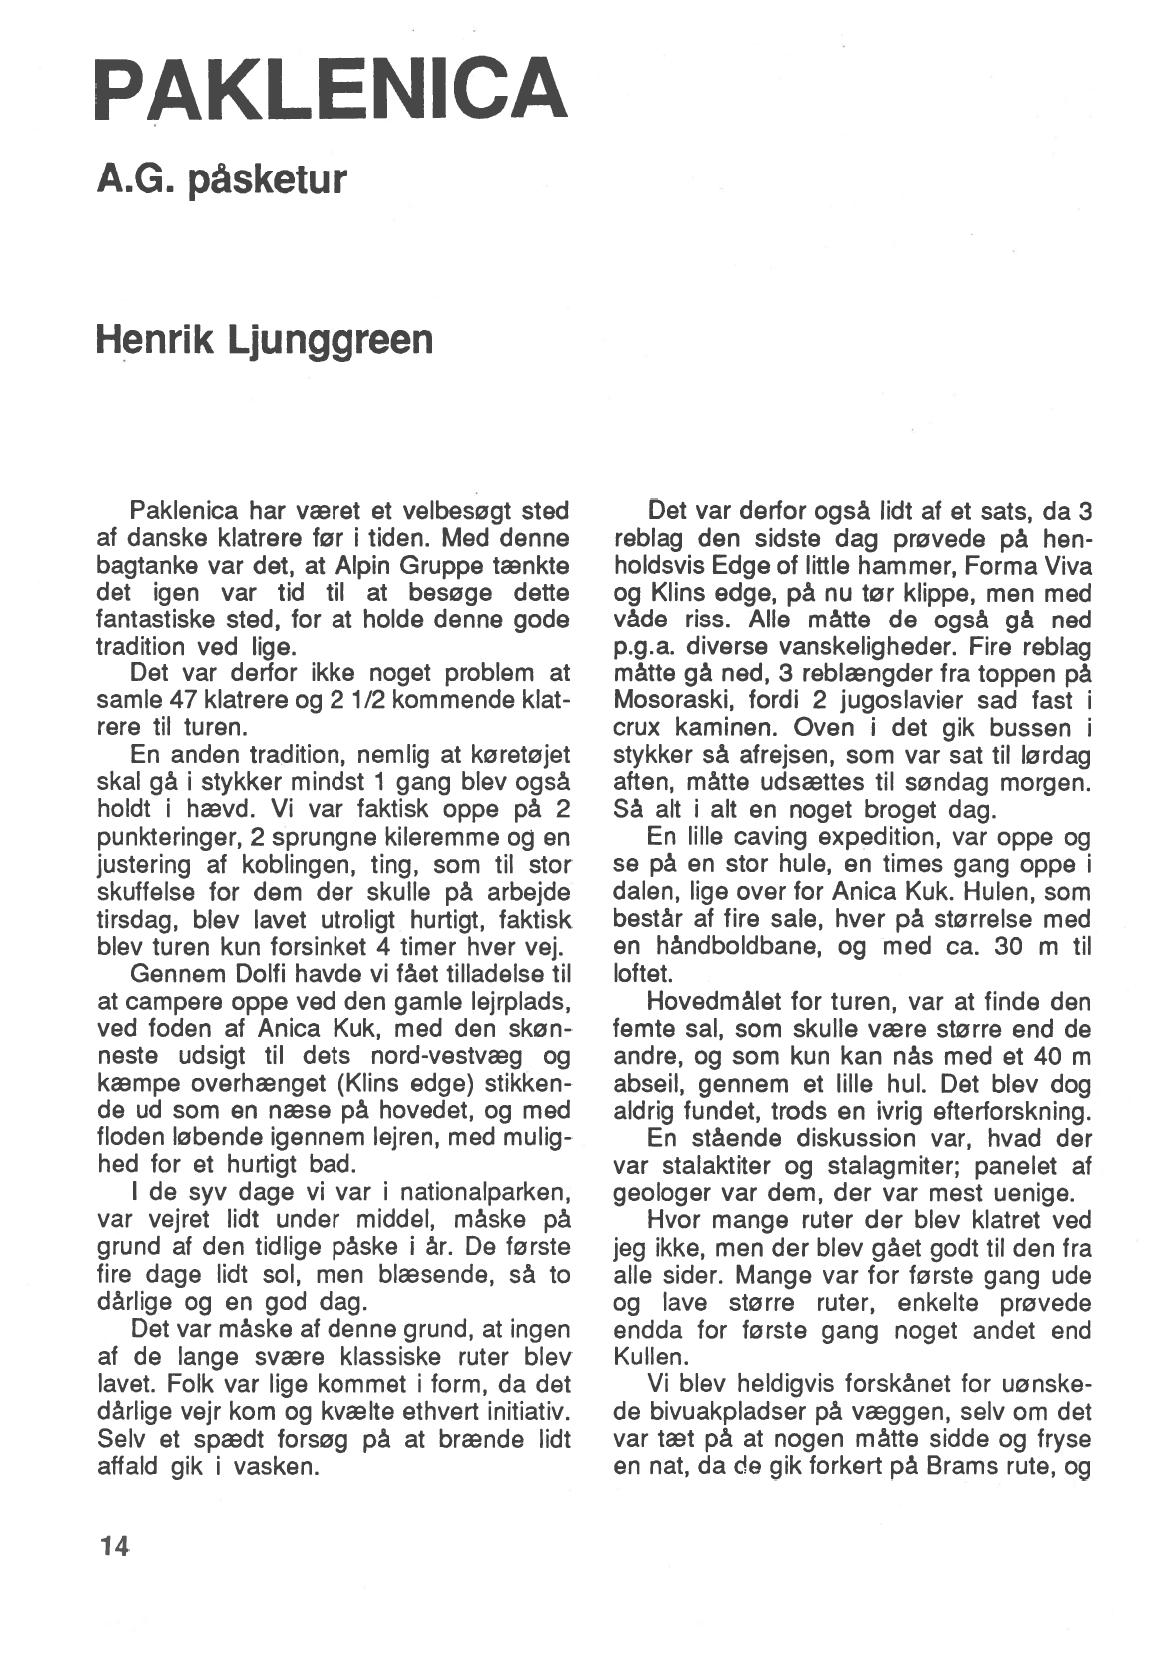 PAKLENICA
A.G. påsketur
Henrik Ljunggreen
Paklenica har været et velbesøgt sted
af danske klatrere før i tiden. Med denne
bagtanke var det, at Alpin Gruppe tænkte
det igen var tid til at besøge dette
fantastiske sted, for at holde denne gode
tradition ved lige.
Det var derfor ikke noget problem at
samle 47 klatrere og 2 1/2 kommende klat-
rere til turen.
En anden tradition, nemlig at køretøjet
skal gå i stykker mindst 1 gang blev også
holdt i hævd. Vi var faktisk oppe på 2
punkteringer, 2 sprungne kileremme og en
justering af koblingen, ting, som til stor
skuffelse for dem der skulle på arbejde
tirsdag, blev lavet utroligt hurtigt, faktisk
blev turen kun forsinket 4 timer hver vej.
Gennem Dolfi havde vi fået tilladelse til
at campere oppe ved den gamle lejrplads,
ved foden af Anica Kuk, med den skøn-
neste udsigt til dets nord-vestvæg og
kæmpe overhænget (Klins edge) stikken-
de ud som en næse på hovedet, og med
floden løbende igennem lejren, med mulig-
hed for et hurtigt bad.
I de syv dage vi var i nationalparken,
var vejret lidt under middel, måske på
grund af den tidlige påske i år. De første
fire dage lidt sol, men blæsende, så to
dårlige og en god dag.
Det var måske af denne grund, at ingen
af de lange svære klassiske ruter blev
lavet. Folk var lige kommet i form, da det
dårlige vejr kom og kvælte ethvert initiativ.
Selv et spædt forsøg på at brænde lidt
affald gik i vasken.
Det var derfor også lidt af et sats, da 3
reblag den sidste dag prøvede på hen-
holdsvis Edge of little hammer, Forma Viva
og Klins edge, på nu tør klippe, men med
våde riss. Alle måtte de også gå ned
p.g.a. diverse vanskeligheder. Fire reblag
måtte gå ned, 3 reblængder fra toppen på
Mosoraski, fordi 2 jugoslavier sad fast i
crux kaminen. Oven i det gik bussen i
stykker så afrejsen, som var sat til lørdag
aften, måtte udsættes til søndag morgen.
Så alt i alt en noget broget dag.
En lille caving expedition, var oppe og
se på en stor hule, en times gang oppe i
dalen, lige over for Anica Kuk. Hulen, som
består af fire sale, hver på størrelse med
en håndboldbane, og med ca. 30 m til
loftet.
Hovedmålet for turen, var at finde den
femte sal, som skulle være større end de
andre, og som kun kan nås med et 40 m
abseil, gennem et lille hul. Det blev dog
aldrig fundet, trods en ivrig efterforskning.
En stående diskussion var, hvad der
var stalaktiter og stalagmiter; panelet af
geologer var dem, der var mest uenige.
Hvor mange ruter der blev klatret ved
jeg ikke, men der blev gået godt til den fra
alle sider. Mange var for første gang ude
og lave større ruter, enkelte prøvede
endda for første gang noget andet end
Kullen.
Vi blev heldigvis forskånet for uønske-
de bivuakpladser på væggen, selv om det
var tæt på at nogen måtte sidde og fryse
en nat, da de gik forkert på Brams rute, og
14